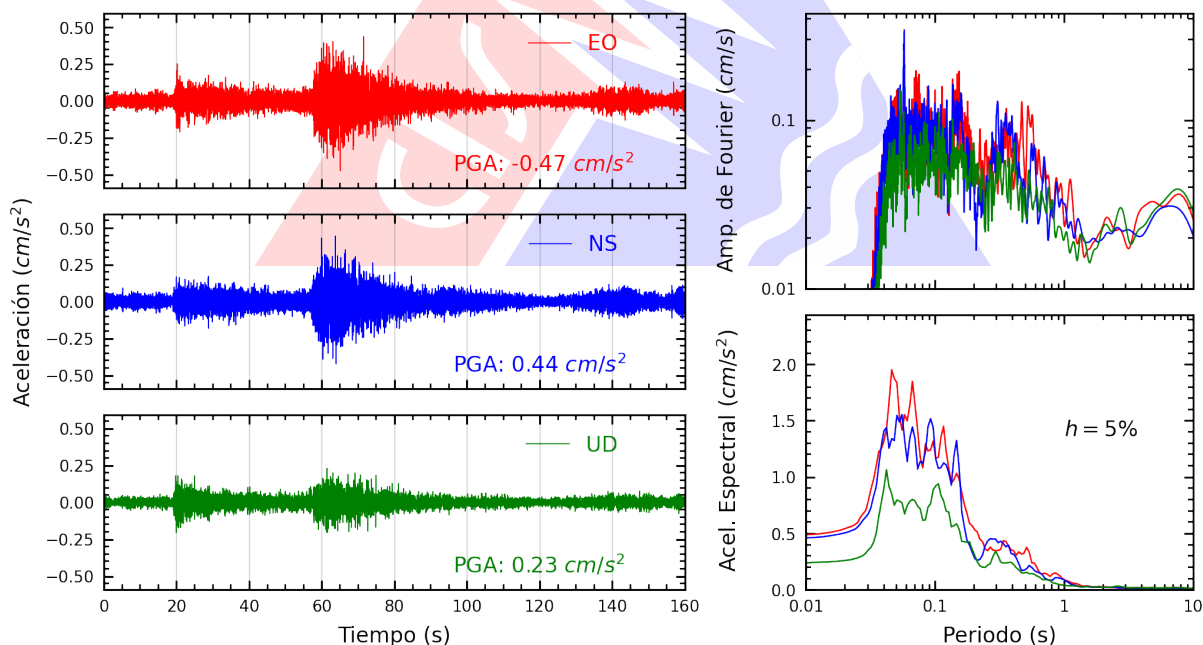 EO
PGA: -0.47 cm/s²
NS
PGA: 0.44 cm/s²
UD
PGA: 0.23 cm/s²
0.50
0.25
0.00
−0.25
−0.50
0.50
0.25
0.00
−0.25
−0.50
0.50
0.25
0.00
−0.25
−0.50
Aceleración (cm/s²)
0 20 40 60 80 100 120 140 160
Tiempo (s)
Amp. de Fourier (cm/s)
0.1
0.01
Acel. Espectral (cm/s²)
2.0
1.5
1.0
0.5
0.0
h = 5%
0.01 0.1 1 10
Periodo (s)